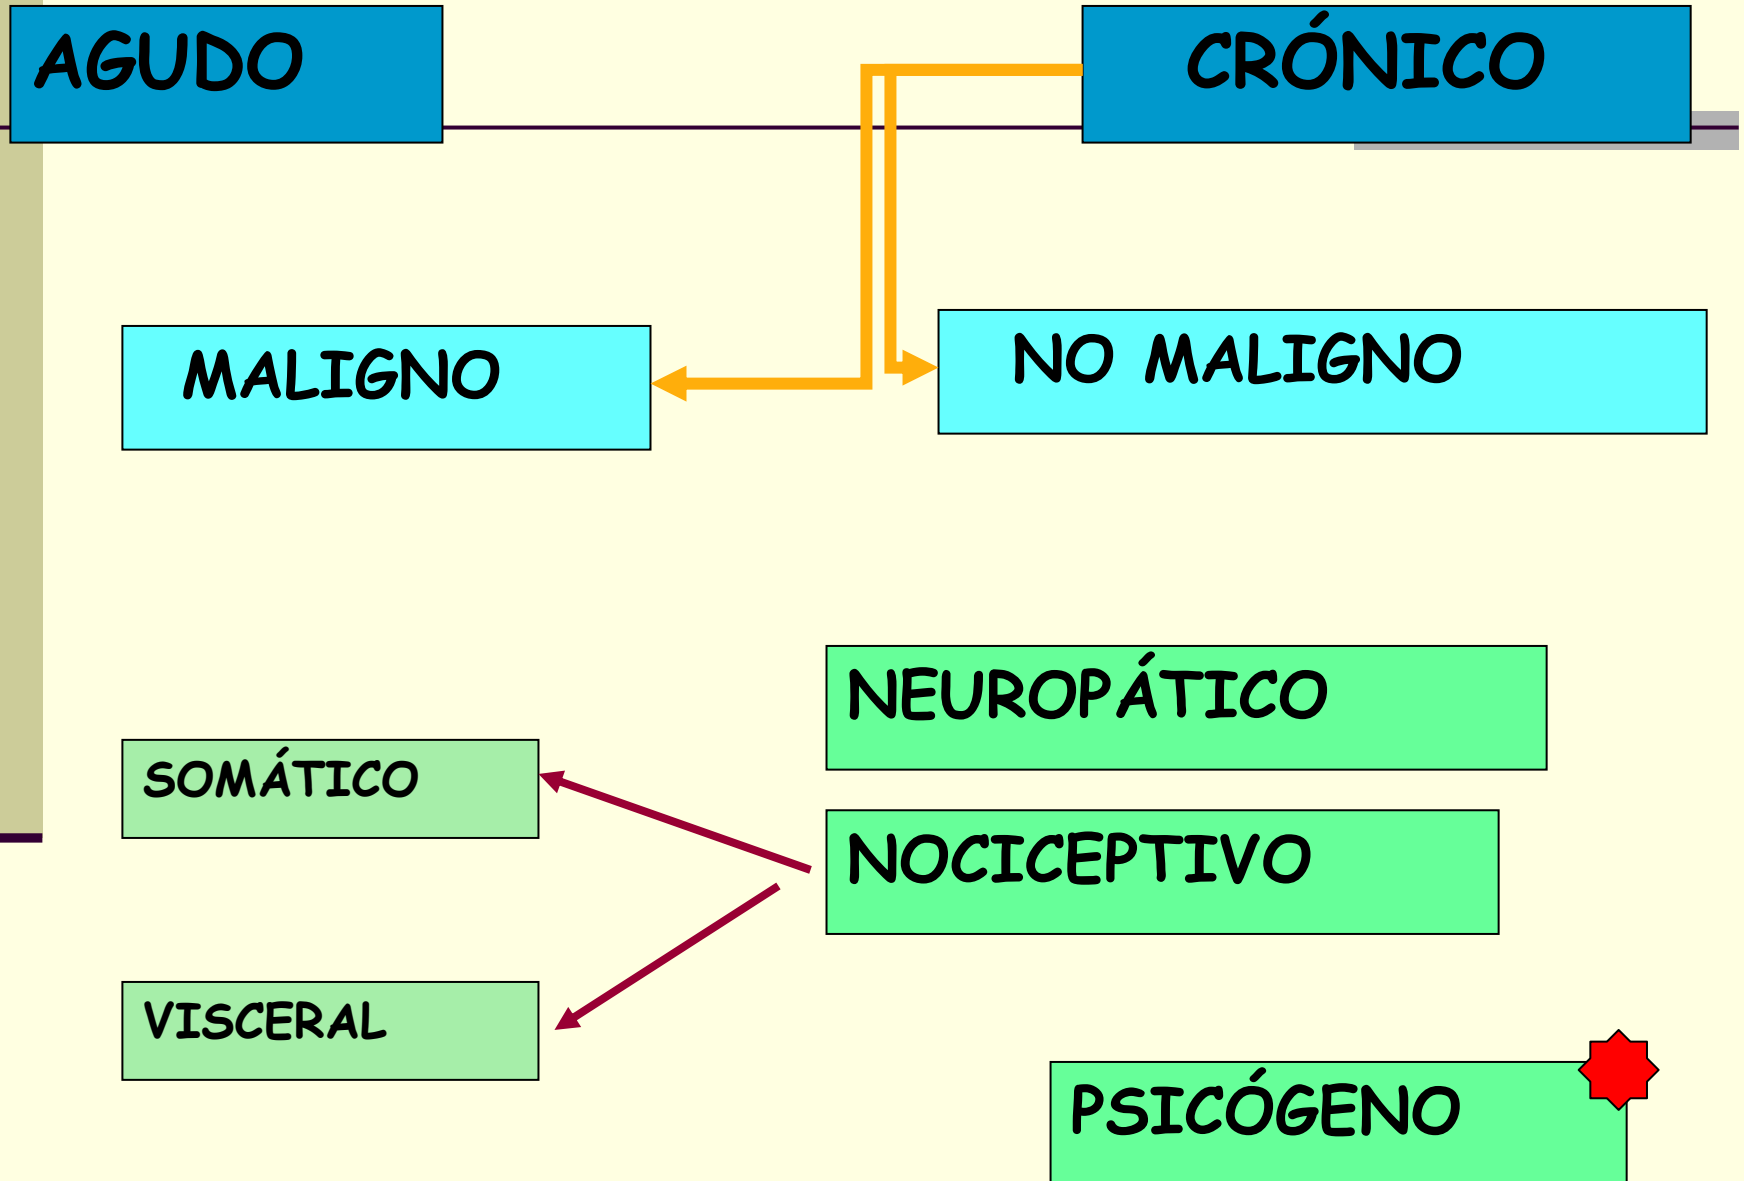 AGUDO
CRÓNICO
MALIGNO
NO MALIGNO
NEUROPÁTICO
SOMÁTICO
NOCICEPTIVO
VISCERAL
PSICÓGENO